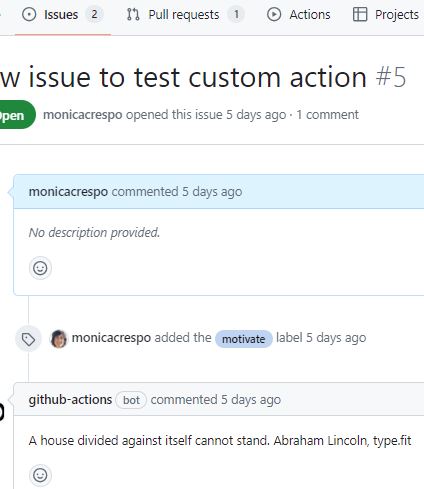 Issues 2 Pull requests 1 Actions Projects
w issue to test custom action #5
Open monicacrespo opened this issue 5 days ago · 1 comment
monicacrespo commented 5 days ago
No description provided.
monicacrespo added the motivate label 5 days ago
github-actions bot commented 5 days ago
A house divided against itself cannot stand. Abraham Lincoln, type.fit